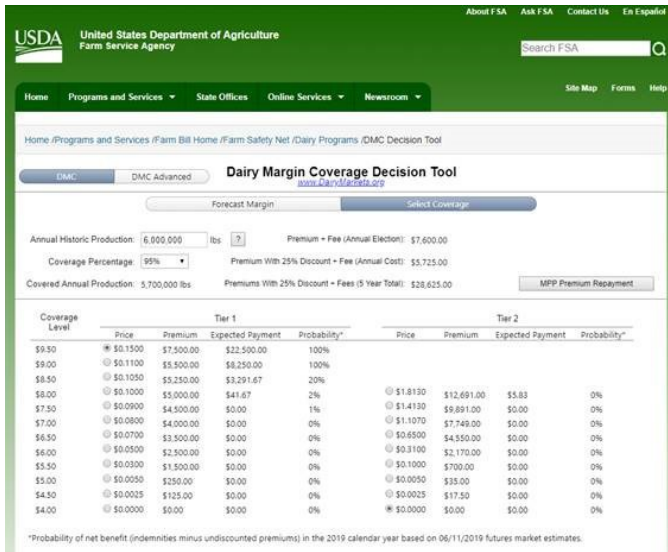 About FSA Ask FSA Contact Us En Español
USDA
United States Department of Agriculture
Farm Service Agency
Search FSA
Site Map Forms Help
Home Programs and Services State Offices Online Services Newsroom
Home /Programs and Services /Farm Bill Home /Farm Safety Net /Dairy Programs /DMC Decision Tool
DMC DMC Advanced
Dairy Margin Coverage Decision Tool
www.DairyMarkets.org
Forecast Margin Select Coverage
Annual Historic Production: 6,000,000 lbs ? Premium + Fee (Annual Election): $7,600.00
Coverage Percentage: 95% Premium With 25% Discount + Fee (Annual Cost): $5,725.00
Covered Annual Production: 5,700,000 lbs Premiums With 25% Discount + Fees (5 Year Total): $28,625.00 MPP Premium Repayment
Coverage Level Tier 1 Tier 2
Price Premium Expected Payment Probability* Price Premium Expected Payment Probability*
$9.50 $0.1500 $7,500.00 $22,500.00 100%
$9.00 $0.1100 $5,500.00 $8,250.00 100%
$8.50 $0.1050 $5,250.00 $3,291.67 20%
$8.00 $0.1000 $5,000.00 $41.67 2% $1.8130 $12,691.00 $5.83 0%
$7.50 $0.0900 $4,500.00 $0.00 1% $1.4130 $9,891.00 $0.00 0%
$7.00 $0.0800 $4,000.00 $0.00 0% $1.1070 $7,749.00 $0.00 0%
$6.50 $0.0700 $3,500.00 $0.00 0% $0.6500 $4,550.00 $0.00 0%
$6.00 $0.0500 $2,500.00 $0.00 0% $0.3100 $2,170.00 $0.00 0%
$5.50 $0.0300 $1,500.00 $0.00 0% $0.1000 $700.00 $0.00 0%
$5.00 $0.0050 $250.00 $0.00 0% $0.0050 $35.00 $0.00 0%
$4.50 $0.0025 $125.00 $0.00 0% $0.0025 $17.50 $0.00 0%
$4.00 $0.0000 $0.00 $0.00 0% $0.0000 $0.00 $0.00 0%
*Probability of net benefit (indemnities minus undiscounted premiums) in the 2019 calendar year based on 06/11/2019 futures market estimates.